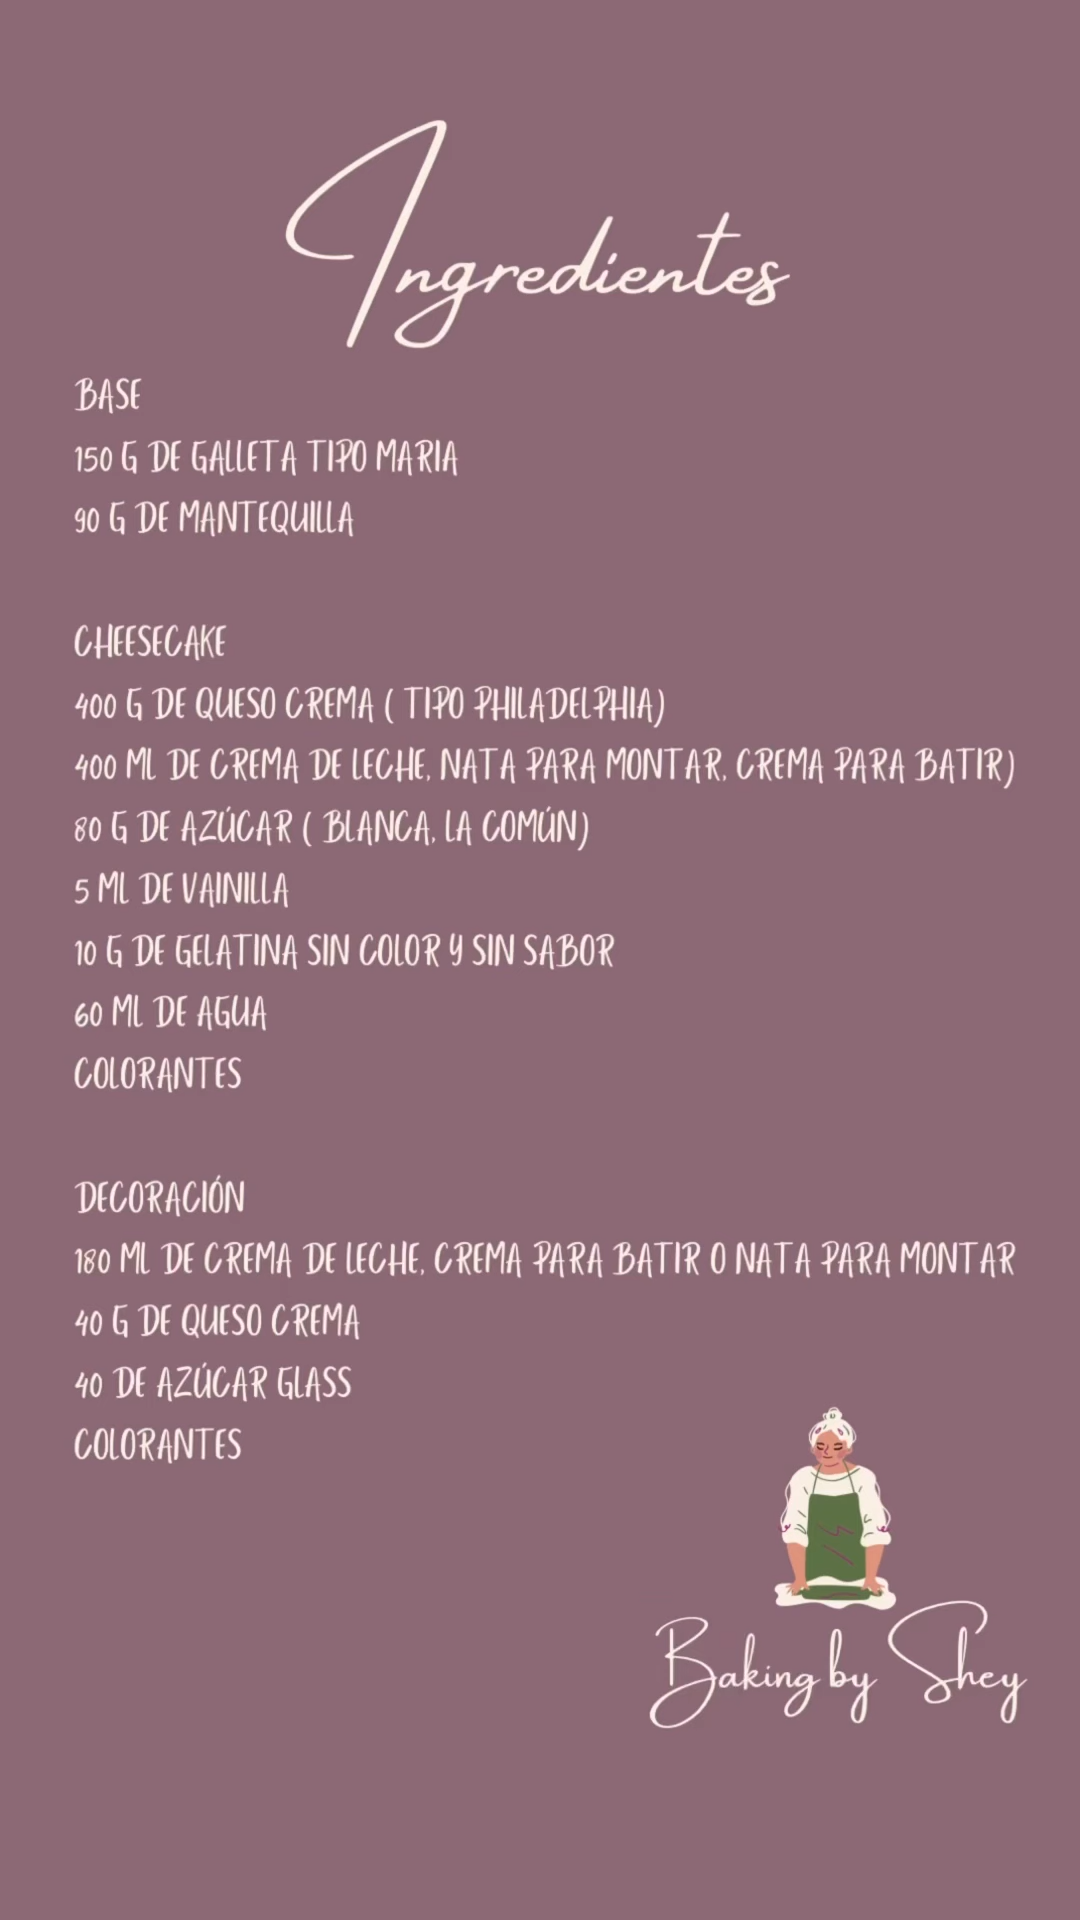 Ingredientes
BASE
150 G DE GALLETA TIPO MARIA
90 G DE MANTEQUILLA
CHEESECAKE
400 G DE QUESO CREMA ( TIPO PHILADELPHIA)
400 ML DE CREMA DE LECHE, NATA PARA MONTAR, CREMA PARA BATIR)
80 G DE AZÚCAR ( BLANCA, LA COMÚN)
5 ML DE VAINILLA
10 G DE GELATINA SIN COLOR Y SIN SABOR
60 ML DE AGUA
COLORANTES
DECORACIÓN
180 ML DE CREMA DE LECHE, CREMA PARA BATIR O NATA PARA MONTAR
40 G DE QUESO CREMA
40 DE AZÚCAR GLASS
COLORANTES
Baking by Shey